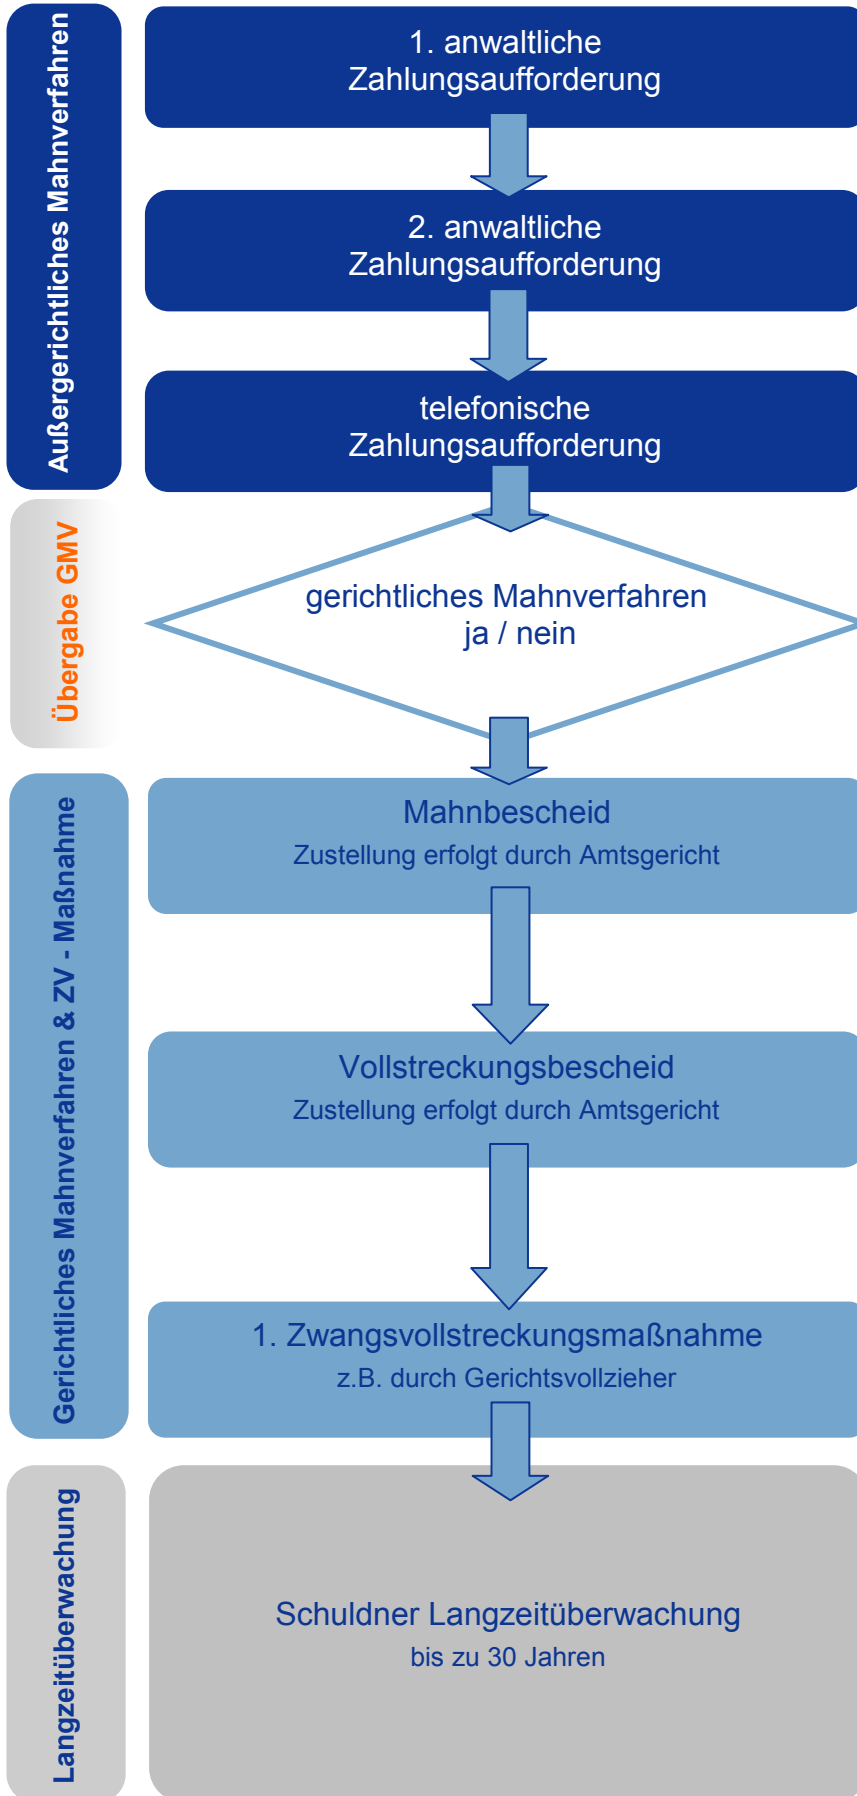 Außergerichtliches Mahnverfahren
1. anwaltliche
Zahlungsaufforderung
2. anwaltliche
Zahlungsaufforderung
telefonische
Zahlungsaufforderung
Übergabe GMV
gerichtliches Mahnverfahren
ja / nein
Gerichtliches Mahnverfahren & ZV - Maßnahme
Mahnbescheid
Zustellung erfolgt durch Amtsgericht
Vollstreckungsbescheid
Zustellung erfolgt durch Amtsgericht
1. Zwangsvollstreckungsmaßnahme
z.B. durch Gerichtsvollzieher
Langzeitüberwachung
Schuldner Langzeitüberwachung
bis zu 30 Jahren